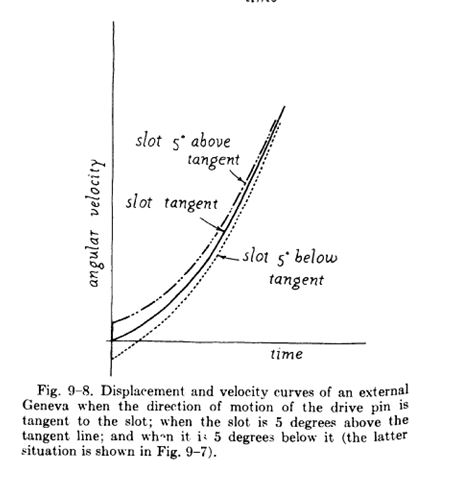 time
slot 5° above
tangent
slot tangent
angular velocity
slot 5° below
tangent
time
Fig. 9–8. Displacement and velocity curves of an external
Geneva when the direction of motion of the drive pin is
tangent to the slot; when the slot is 5 degrees above the
tangent line; and when it is 5 degrees below it (the latter
situation is shown in Fig. 9–7).